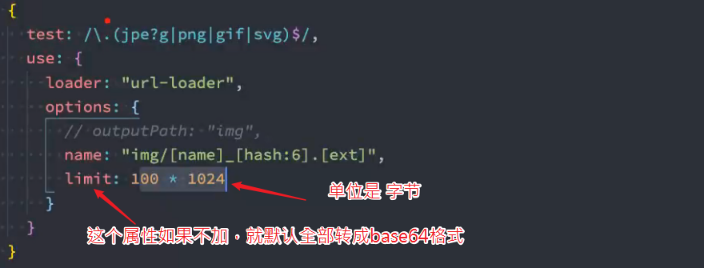 {
test: /\.(jpe?g|png|gif|svg)$/,
use: {
loader: "url-loader",
options: {
// outputPath: "img",
name: "img/[name]_[hash:6].[ext]",
limit: 100 * 1024
单位是 字节
}
}
这个属性如果不加，就默认全部转成base64格式
}